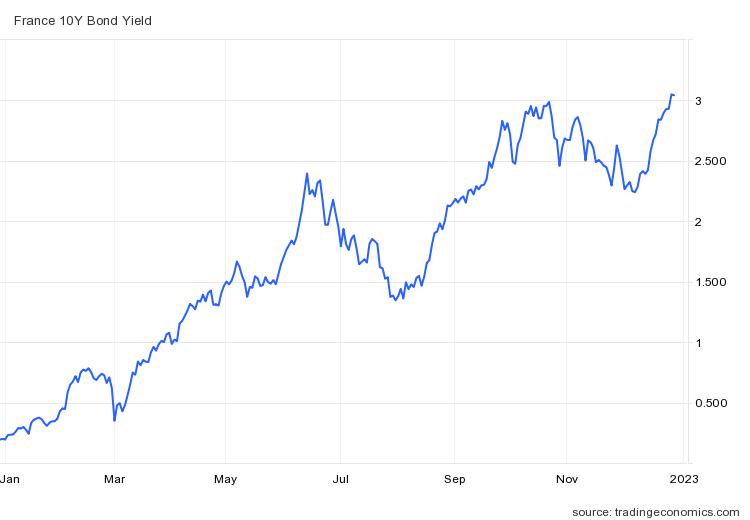 France 10Y Bond Yield
3
2.500
2
1.500
1
0.500
Jan Mar May Jul Sep Nov 2023
source: tradingeconomics.com